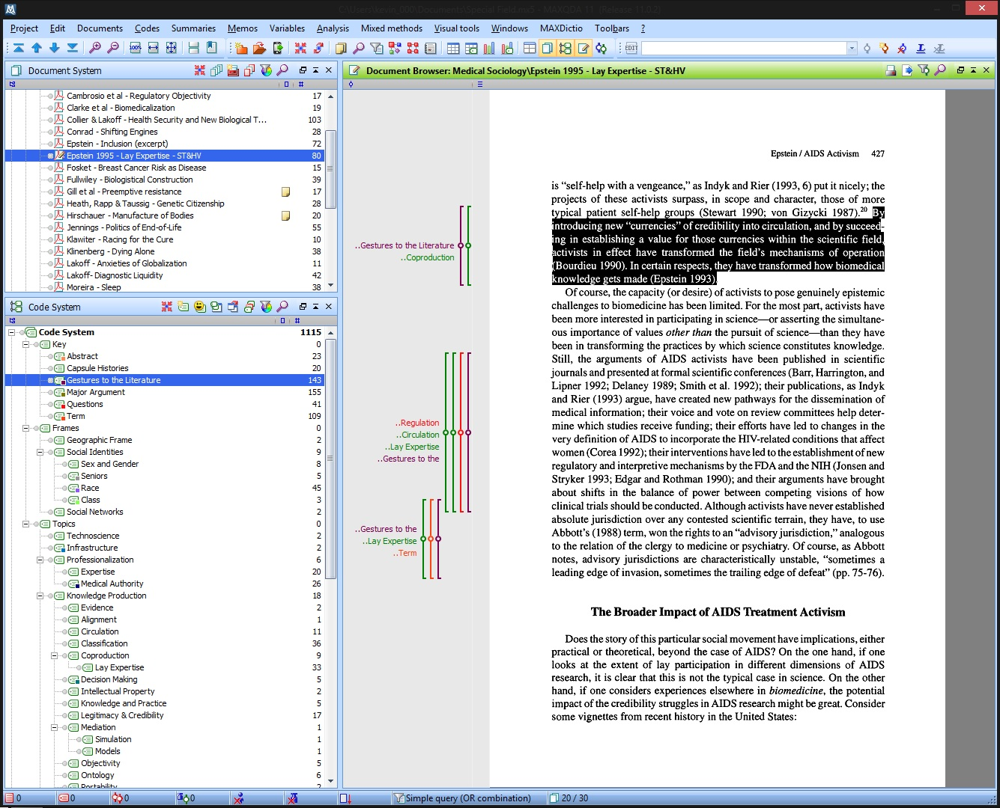 C:\Users\kevin_000\Documents\Special Field.mx5 - MAXQDA 11 (Release 11.0.2)
Project Edit Documents Codes Summaries Memos Variables Analysis Mixed methods Visual tools Windows MAXDictio Toolbars ?
Document System
Cambrosio et al - Regulatory Objectivity 17
Clarke et al - Biomedicalization 19
Collier & Lakoff - Health Security and New Biological T... 103
Conrad - Shifting Engines 28
Epstein - Inclusion (excerpt) 72
Epstein 1995 - Lay Expertise - ST&HV 80
Fosket - Breast Cancer Risk as Disease 15
Fullwiley - Biologistical Construction 39
Gill et al - Preemptive resistance 17
Heath, Rapp & Taussig - Genetic Citizenship 28
Hirschauer - Manufacture of Bodies 20
Jennings - Politics of End-of-Life 55
Klawiter - Racing for the Cure 10
Klinenberg - Dying Alone 38
Lakoff - Anxieties of Globalization 11
Lakoff- Diagnostic Liquidity 42
Moreira - Sleep 38
Code System
Code System 1115
Key 0
Abstract 23
Capsule Histories 20
Gestures to the Literature 143
Major Argument 155
Questions 41
Term 109
Frames 0
Geographic Frame 2
Social Identities 9
Sex and Gender 8
Seniors 5
Race 45
Class 3
Social Networks 2
Topics 0
Technoscience 2
Infrastructure 2
Professionalization 6
Expertise 20
Medical Authority 26
Knowledge Production 18
Evidence 2
Alignment 1
Circulation 11
Classification 36
Coproduction 9
Lay Expertise 33
Decision Making 5
Intellectual Property 2
Knowledge and Practice 5
Legitimacy & Credibility 17
Mediation 1
Simulation 1
Models 1
Objectivity 5
Ontology 6
Portability 2
Document Browser: Medical Sociology\Epstein 1995 - Lay Expertise - ST&HV
..Gestures to the Literature
..Coproduction
..Regulation
..Circulation
..Lay Expertise
..Gestures to the
..Gestures to the
..Lay Expertise
..Term
Epstein / AIDS Activism 427
is “self-help with a vengeance,” as Indyk and Rier (1993, 6) put it nicely; the
projects of these activists surpass, in scope and character, those of more
typical patient self-help groups (Stewart 1990; von Gizycki 1987).20 By
introducing new “currencies” of credibility into circulation, and by succeed-
ing in establishing a value for those currencies within the scientific field,
activists in effect have transformed the field’s mechanisms of operation
(Bourdieu 1990). In certain respects, they have transformed how biomedical
knowledge gets made (Epstein 1993).
Of course, the capacity (or desire) of activists to pose genuinely epistemic
challenges to biomedicine has been limited. For the most part, activists have
been more interested in participating in science—or asserting the simultane-
ous importance of values other than the pursuit of science—than they have
been in transforming the practices by which science constitutes knowledge.
Still, the arguments of AIDS activists have been published in scientific
journals and presented at formal scientific conferences (Barr, Harrington, and
Lipner 1992; Delaney 1989; Smith et al. 1992); their publications, as Indyk
and Rier (1993) argue, have created new pathways for the dissemination of
medical information; their voice and vote on review committees help deter-
mine which studies receive funding; their efforts have led to changes in the
very definition of AIDS to incorporate the HIV-related conditions that affect
women (Corea 1992); their interventions have led to the establishment of new
regulatory and interpretive mechanisms by the FDA and the NIH (Jonsen and
Stryker 1993; Edgar and Rothman 1990); and their arguments have brought
about shifts in the balance of power between competing visions of how
clinical trials should be conducted. Although activists have never established
absolute jurisdiction over any contested scientific terrain, they have, to use
Abbott’s (1988) term, won the rights to an “advisory jurisdiction,” analogous
to the relation of the clergy to medicine or psychiatry. Of course, as Abbott
notes, advisory jurisdictions are characteristically unstable, “sometimes a
leading edge of invasion, sometimes the trailing edge of defeat” (pp. 75-76).
The Broader Impact of AIDS Treatment Activism
Does the story of this particular social movement have implications, either
practical or theoretical, beyond the case of AIDS? On the one hand, if one
looks at the extent of lay participation in different dimensions of AIDS
research, it is clear that this is not the typical case in science. On the other
hand, if one considers experiences elsewhere in biomedicine, the potential
impact of the credibility struggles in AIDS research might be great. Consider
some vignettes from recent history in the United States:
0 0 0 0 Simple query (OR combination) 20 / 30